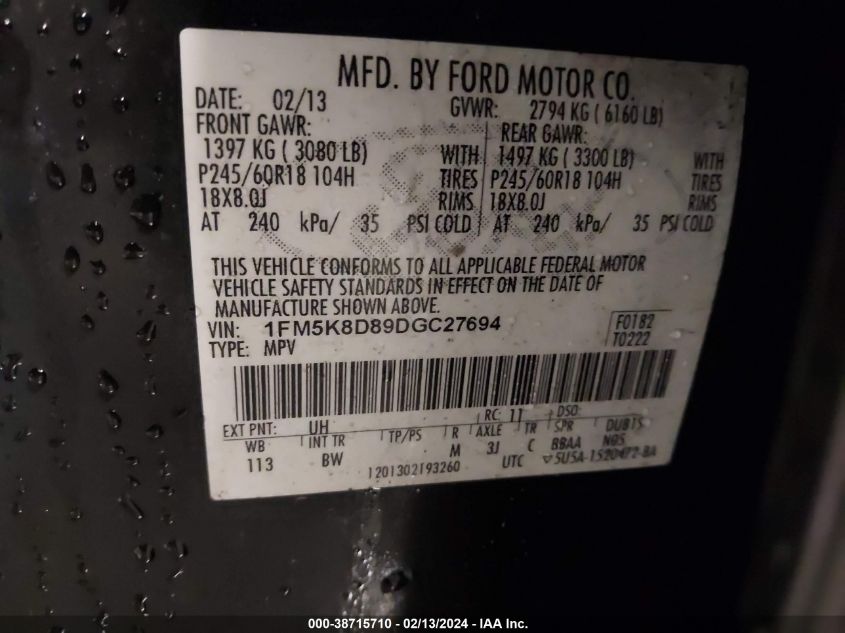 MFD. BY FORD MOTOR CO.
DATE: 02/13 GVWR: 2794 KG ( 6160 LB)
FRONT GAWR: REAR GAWR:
1397 KG ( 3080 LB) WITH 1497 KG ( 3300 LB) WITH
P245/60R18 104H TIRES P245/60R18 104H TIRES
18X8.0J RIMS 18X8.0J RIMS
AT 240 kPa/ 35 PSI COLD AT 240 kPa/ 35 PSI COLD
THIS VEHICLE CONFORMS TO ALL APPLICABLE FEDERAL MOTOR
VEHICLE SAFETY STANDARDS IN EFFECT ON THE DATE OF
MANUFACTURE SHOWN ABOVE.
VIN: 1FM5K8D89DGC27694 F0182
TYPE: MPV T0222
EXT PNT: UH RC: 11 DSO:
WB INT TR TP/PS R AXLE TR SPR DUB15
113 BW M 3J C BBAA N0S
1201302193260 UTC ▽5U5A-1520472-BA
000-38715710 - 02/13/2024 - IAA Inc.